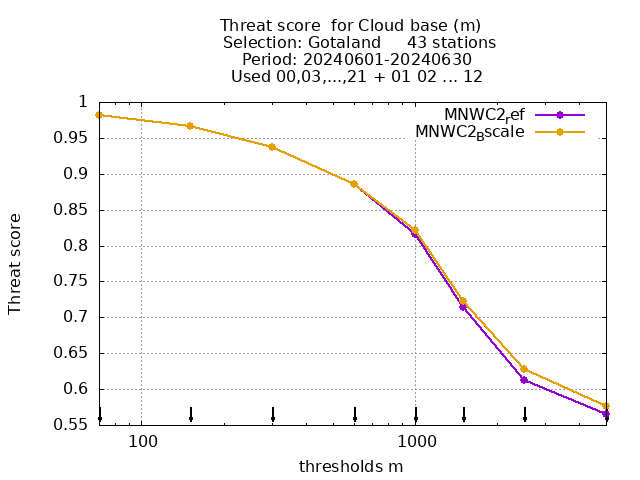 Threat score  for Cloud base (m)
Selection: Gotaland     43 stations
Period: 20240601-20240630
Used 00,03,...,21 + 01 02 ... 12
MNWC2ref
MNWC2Bscale
Threat score
1
0.95
0.9
0.85
0.8
0.75
0.7
0.65
0.6
0.55
100
1000
thresholds m